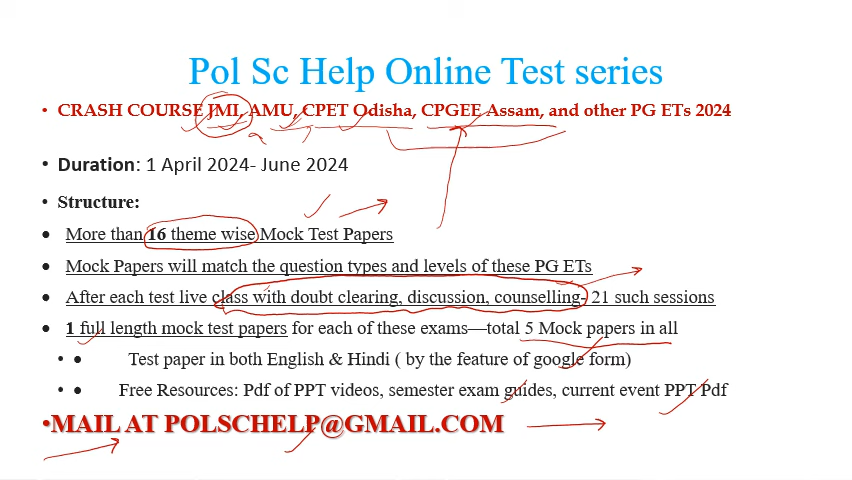 Pol Sc Help Online Test series
• CRASH COURSE JMI, AMU, CPET Odisha, CPGEE Assam, and other PG ETs 2024
• Duration: 1 April 2024- June 2024
• Structure:
● More than 16 theme wise Mock Test Papers
● Mock Papers will match the question types and levels of these PG ETs
● After each test live class with doubt clearing, discussion, counselling- 21 such sessions
● 1 full length mock test papers for each of these exams—total 5 Mock papers in all
• ● Test paper in both English & Hindi ( by the feature of google form)
• ● Free Resources: Pdf of PPT videos, semester exam guides, current event PPT Pdf
•MAIL AT POLSCHELP@GMAIL.COM